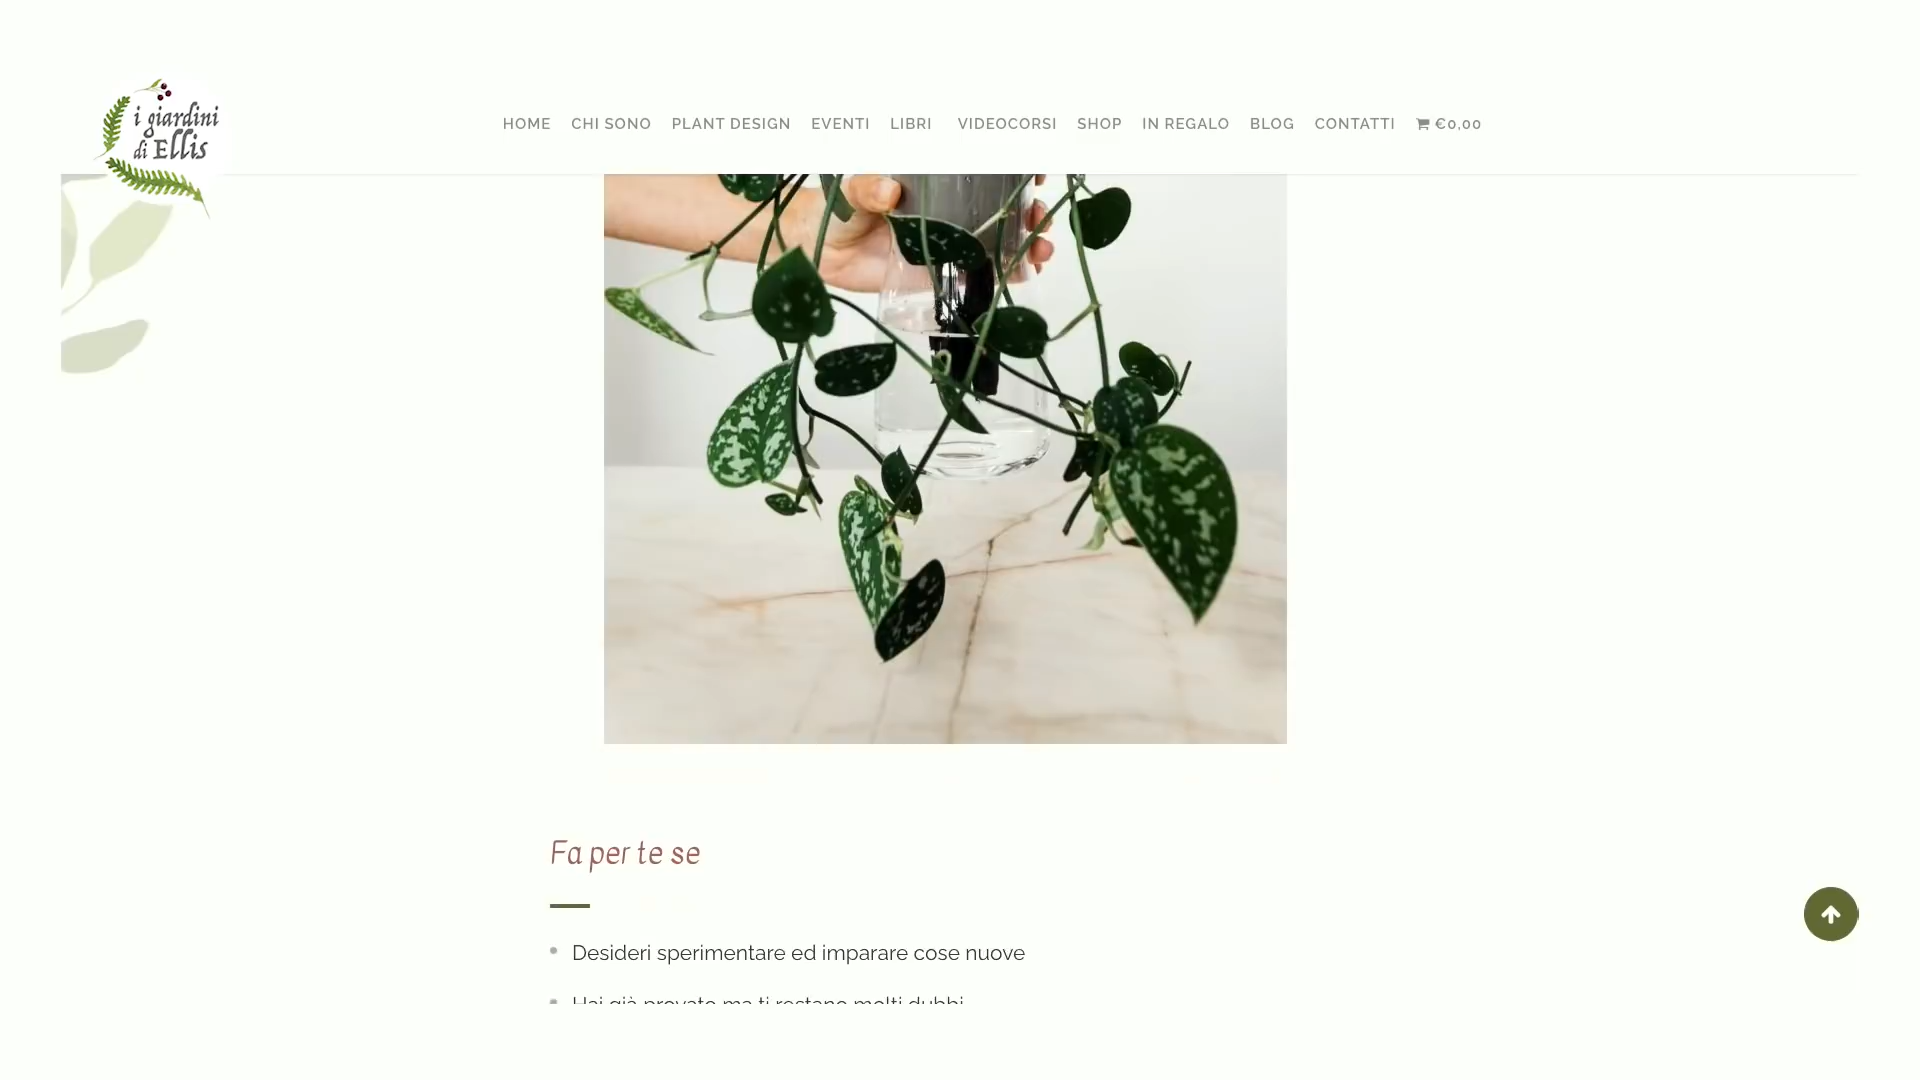 i giardini
di Ellis
HOME CHI SONO PLANT DESIGN EVENTI LIBRI VIDEOCORSI SHOP IN REGALO BLOG CONTATTI €0,00
Fa per te se
Desideri sperimentare ed imparare cose nuove
Hai già provato ma ti restano molti dubbi